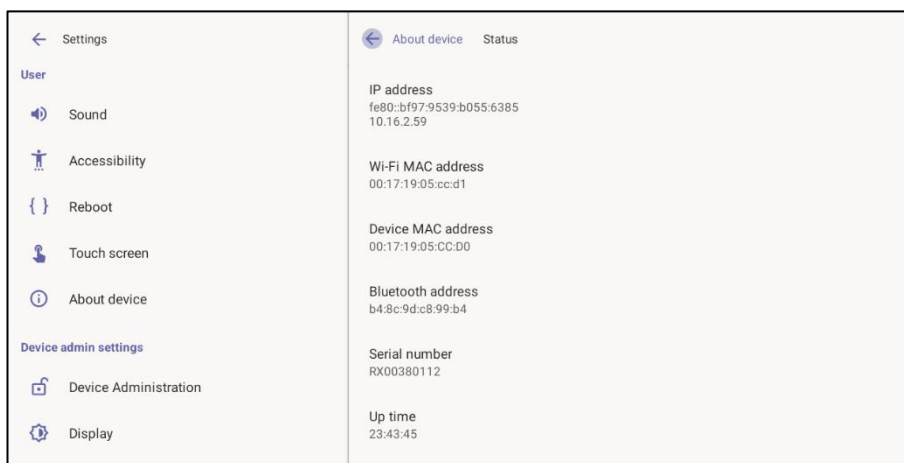 Settings
User
Sound
Accessibility
Reboot
Touch screen
About device
Device admin settings
Device Administration
Display
About device Status
IP address
fe80::bf97:9539:b055:6385
10.16.2.59
Wi-Fi MAC address
00:17:19:05:cc:d1
Device MAC address
00:17:19:05:CC:D0
Bluetooth address
b4:8c:9d:c8:99:b4
Serial number
RX00380112
Up time
23:43:45